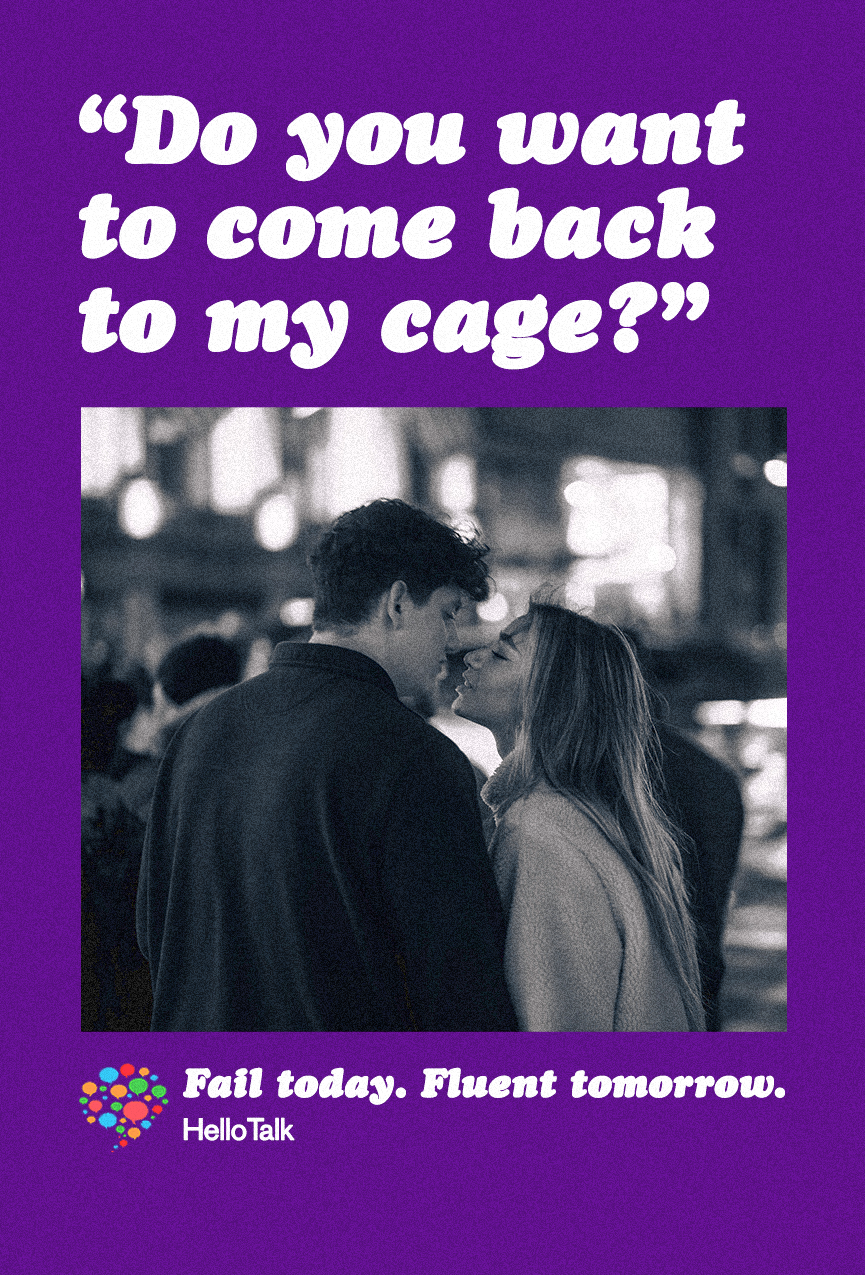 “Do you want
to come back
to my cage?”
Fail today. Fluent tomorrow.
HelloTalk